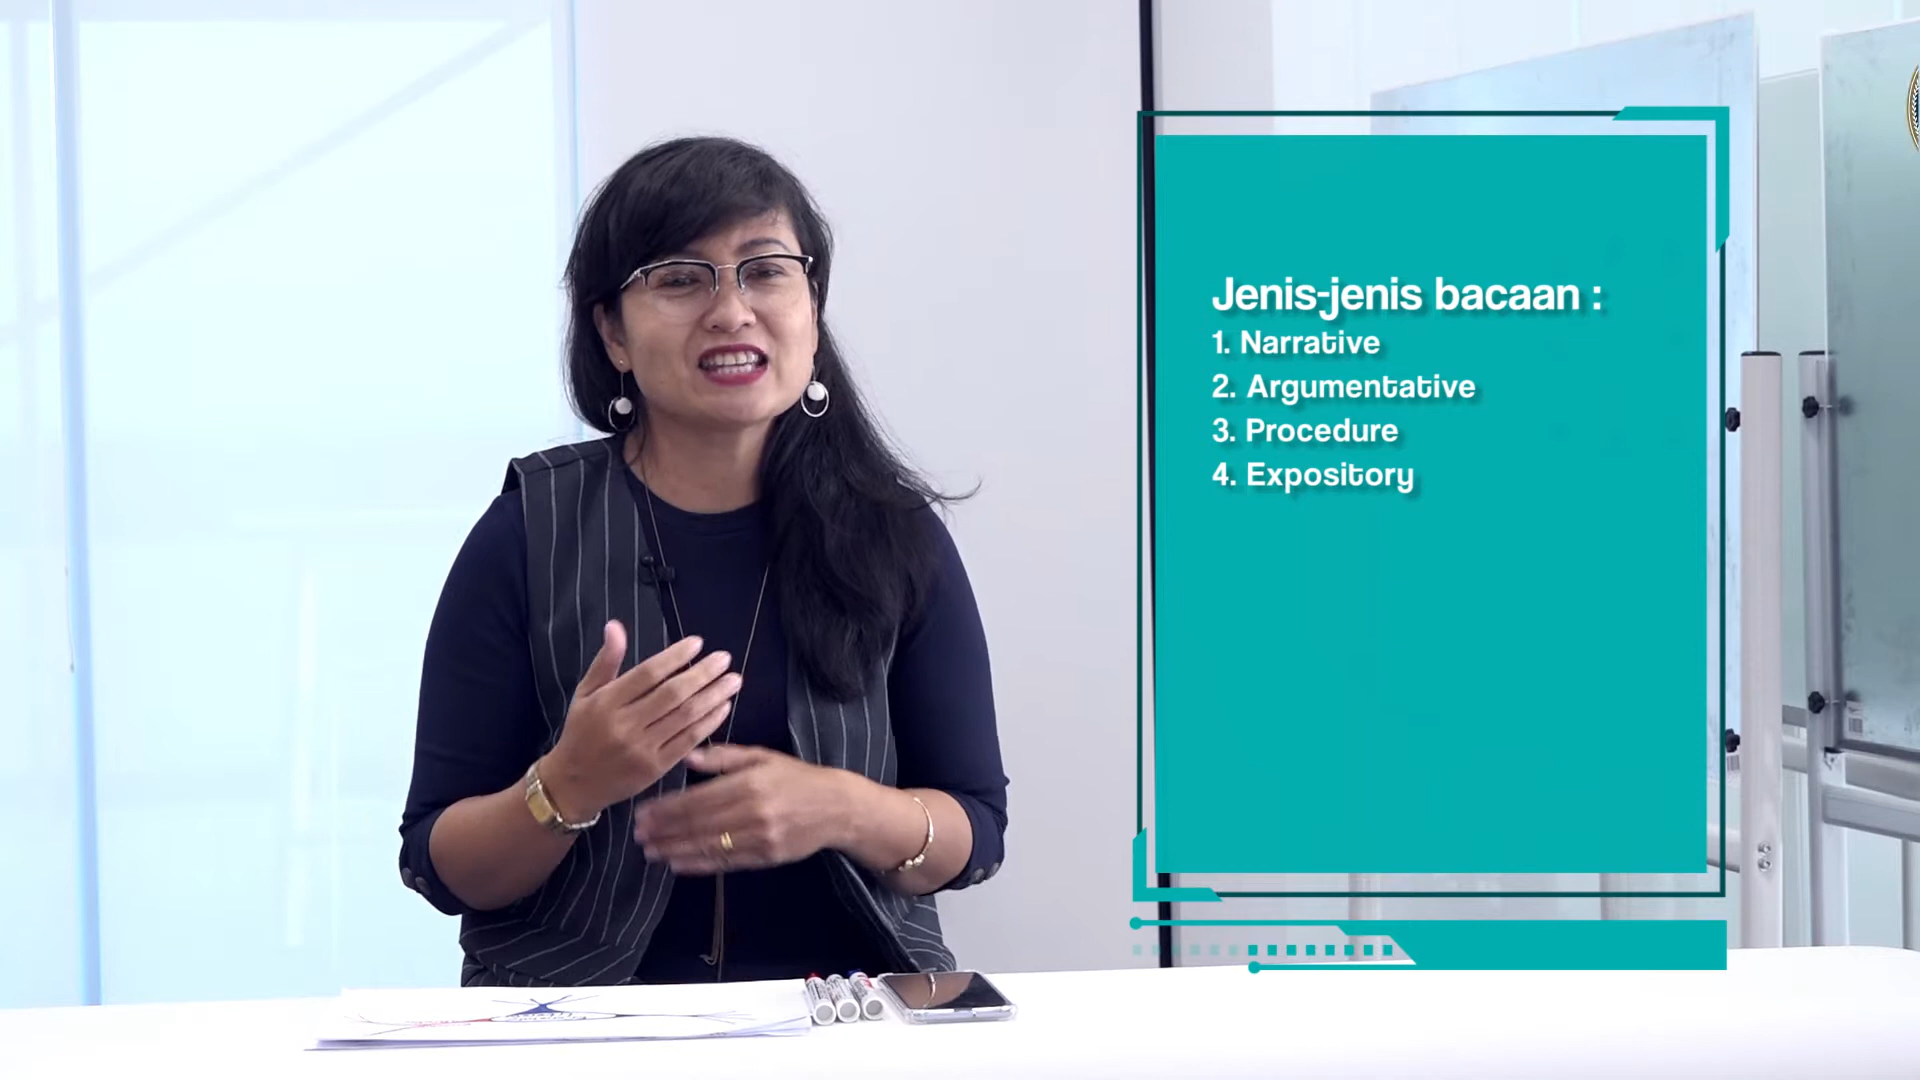 Jenis-jenis bacaan :
1. Narrative
2. Argumentative
3. Procedure
4. Expository